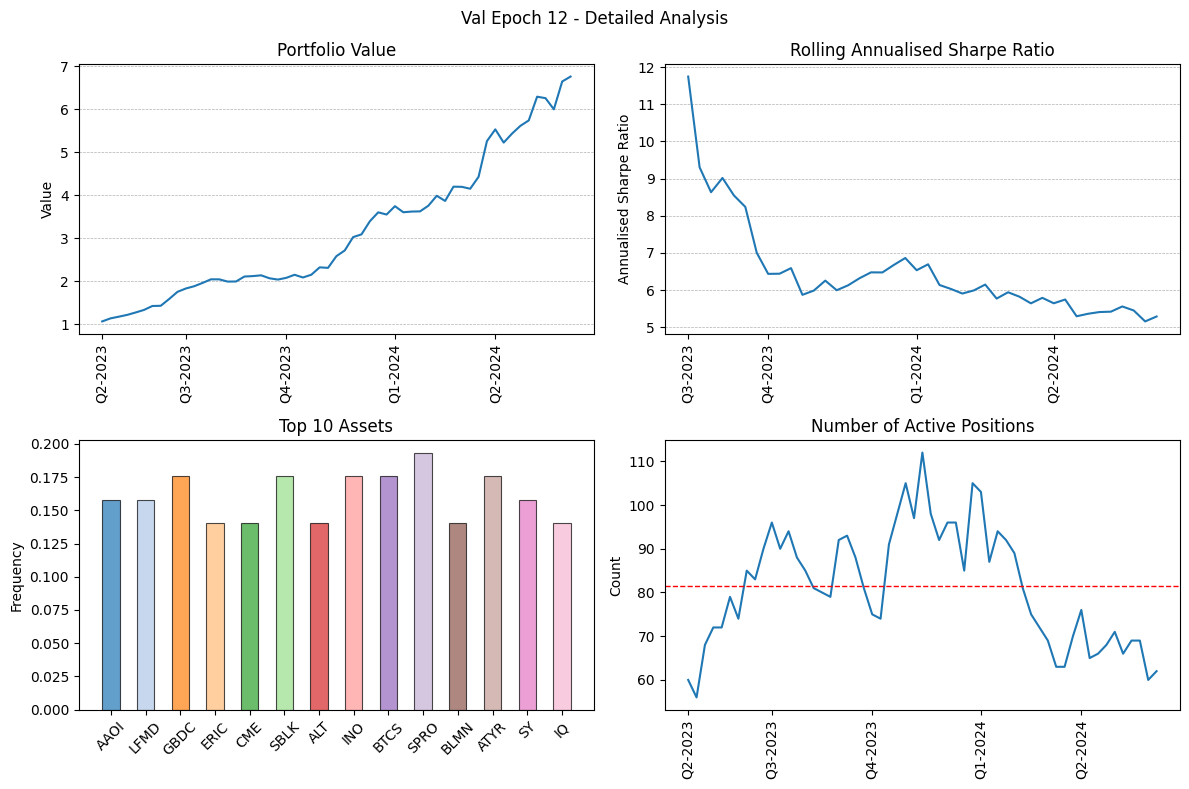 Val Epoch 12 - Detailed Analysis
Portfolio Value
Value
7
6
5
4
3
2
1
Q2-2023
Q3-2023
Q4-2023
Q1-2024
Q2-2024
Rolling Annualised Sharpe Ratio
Annualised Sharpe Ratio
12
11
10
9
8
7
6
5
Q3-2023
Q4-2023
Q1-2024
Q2-2024
Top 10 Assets
Frequency
0.200
0.175
0.150
0.125
0.100
0.075
0.050
0.025
0.000
AAOI
LFMD
GBDC
ERIC
CME
SBLK
ALT
INO
BTCS
SPRO
BLMN
ATYR
SY
IQ
Number of Active Positions
Count
110
100
90
80
70
60
Q2-2023
Q3-2023
Q4-2023
Q1-2024
Q2-2024